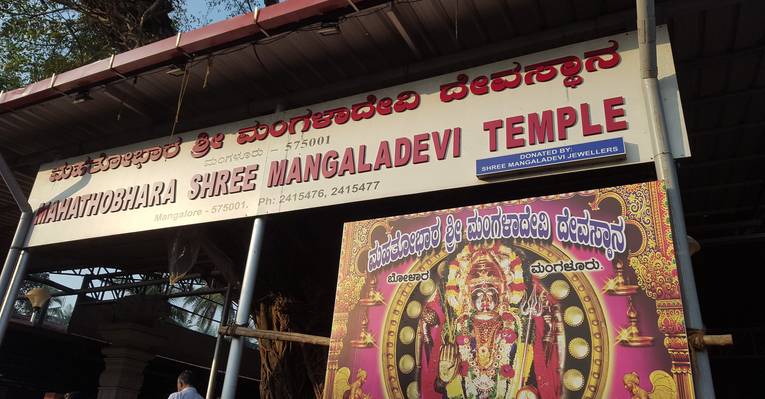 ಮಹತೋಭಾರ ಶ್ರೀ ಮಂಗಳಾದೇವಿ ದೇವಸ್ಥಾನ
ಮಂಗಳೂರು - 575001
MAHATHOBHARA SHREE MANGALADEVI TEMPLE
Mangalore - 575001. Ph: 2415476, 2415477
DONATED BY:
SHREE MANGALADEVI JEWELLERS
ಮಹತೋಭಾರ ಶ್ರೀ ಮಂಗಳಾದೇವಿ ದೇವಸ್ಥಾನ
ಬೋಳಾರ ಮಂಗಳೂರು.